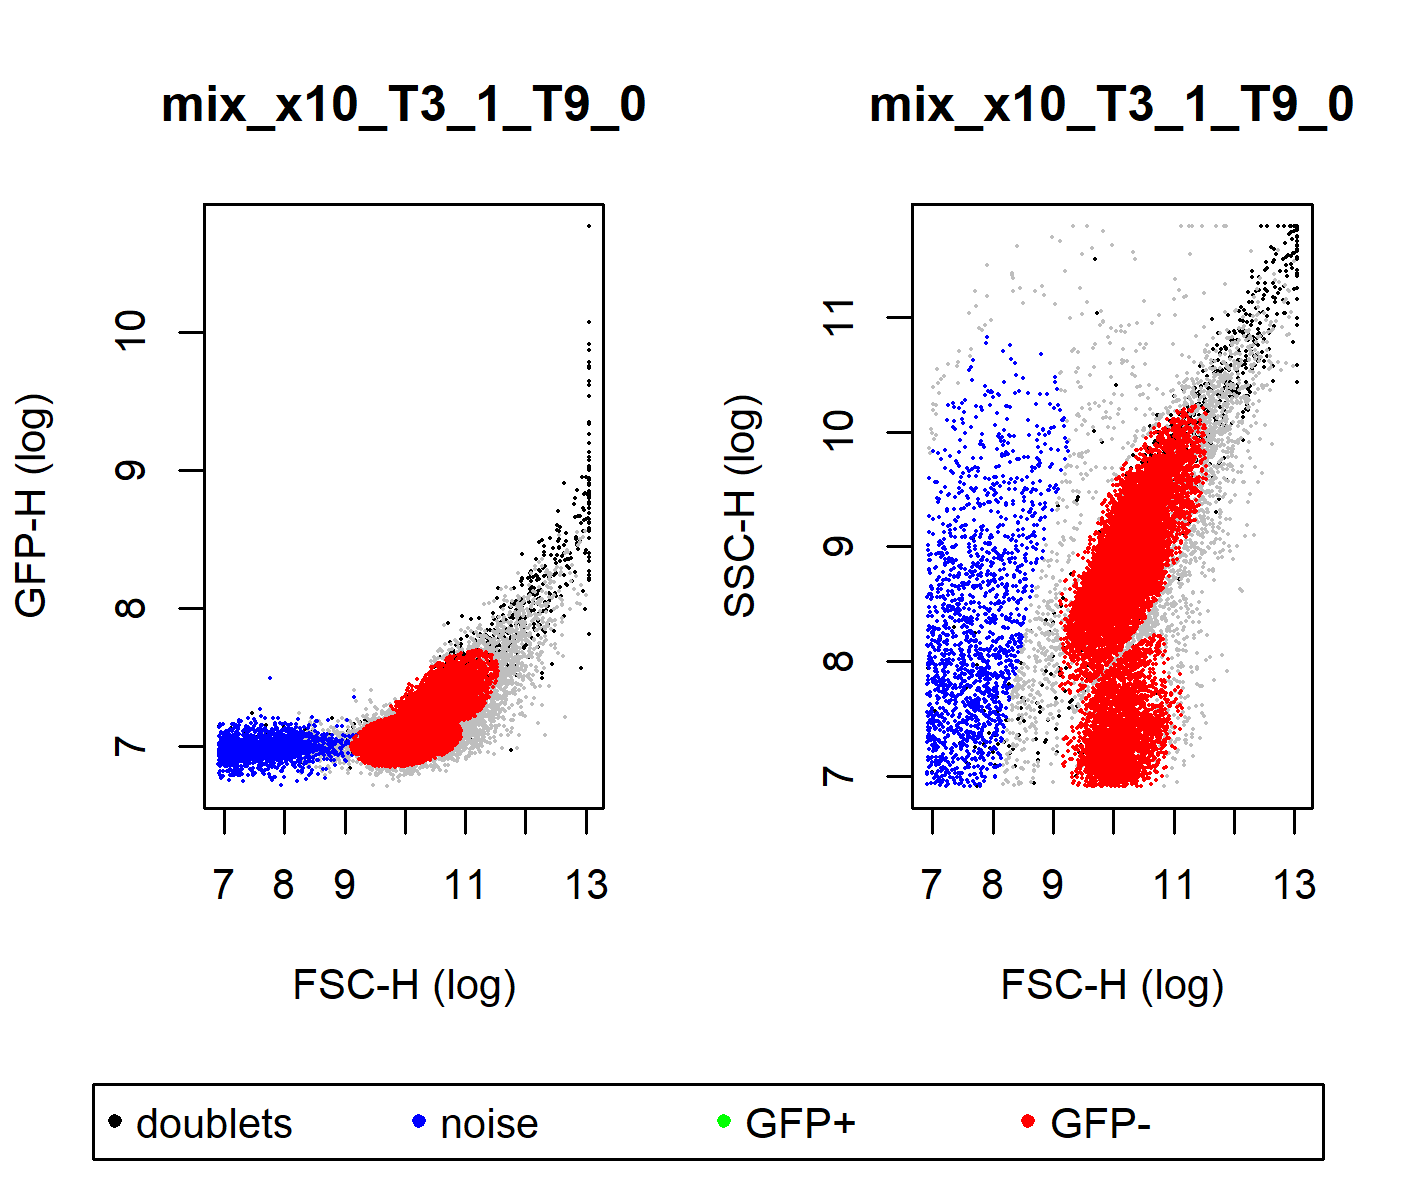 mix_x10_T3_1_T9_0
GFP-H (log)
10
9
8
7
7 8 9 11 13
FSC-H (log)
mix_x10_T3_1_T9_0
SSC-H (log)
11
10
9
8
7
7 8 9 11 13
FSC-H (log)
doublets noise GFP+ GFP-